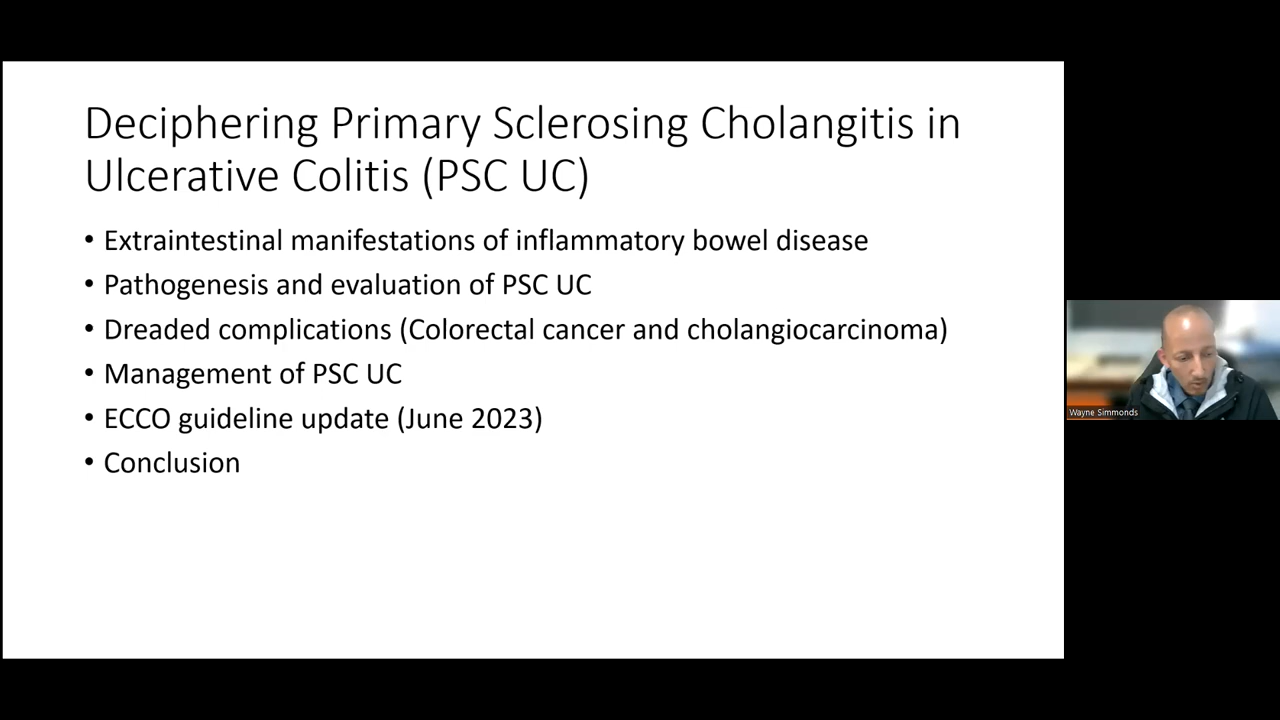 Deciphering Primary Sclerosing Cholangitis in
Ulcerative Colitis (PSC UC)
• Extraintestinal manifestations of inflammatory bowel disease
• Pathogenesis and evaluation of PSC UC
• Dreaded complications (Colorectal cancer and cholangiocarcinoma)
• Management of PSC UC
• ECCO guideline update (June 2023)
• Conclusion
Wayne Simmonds